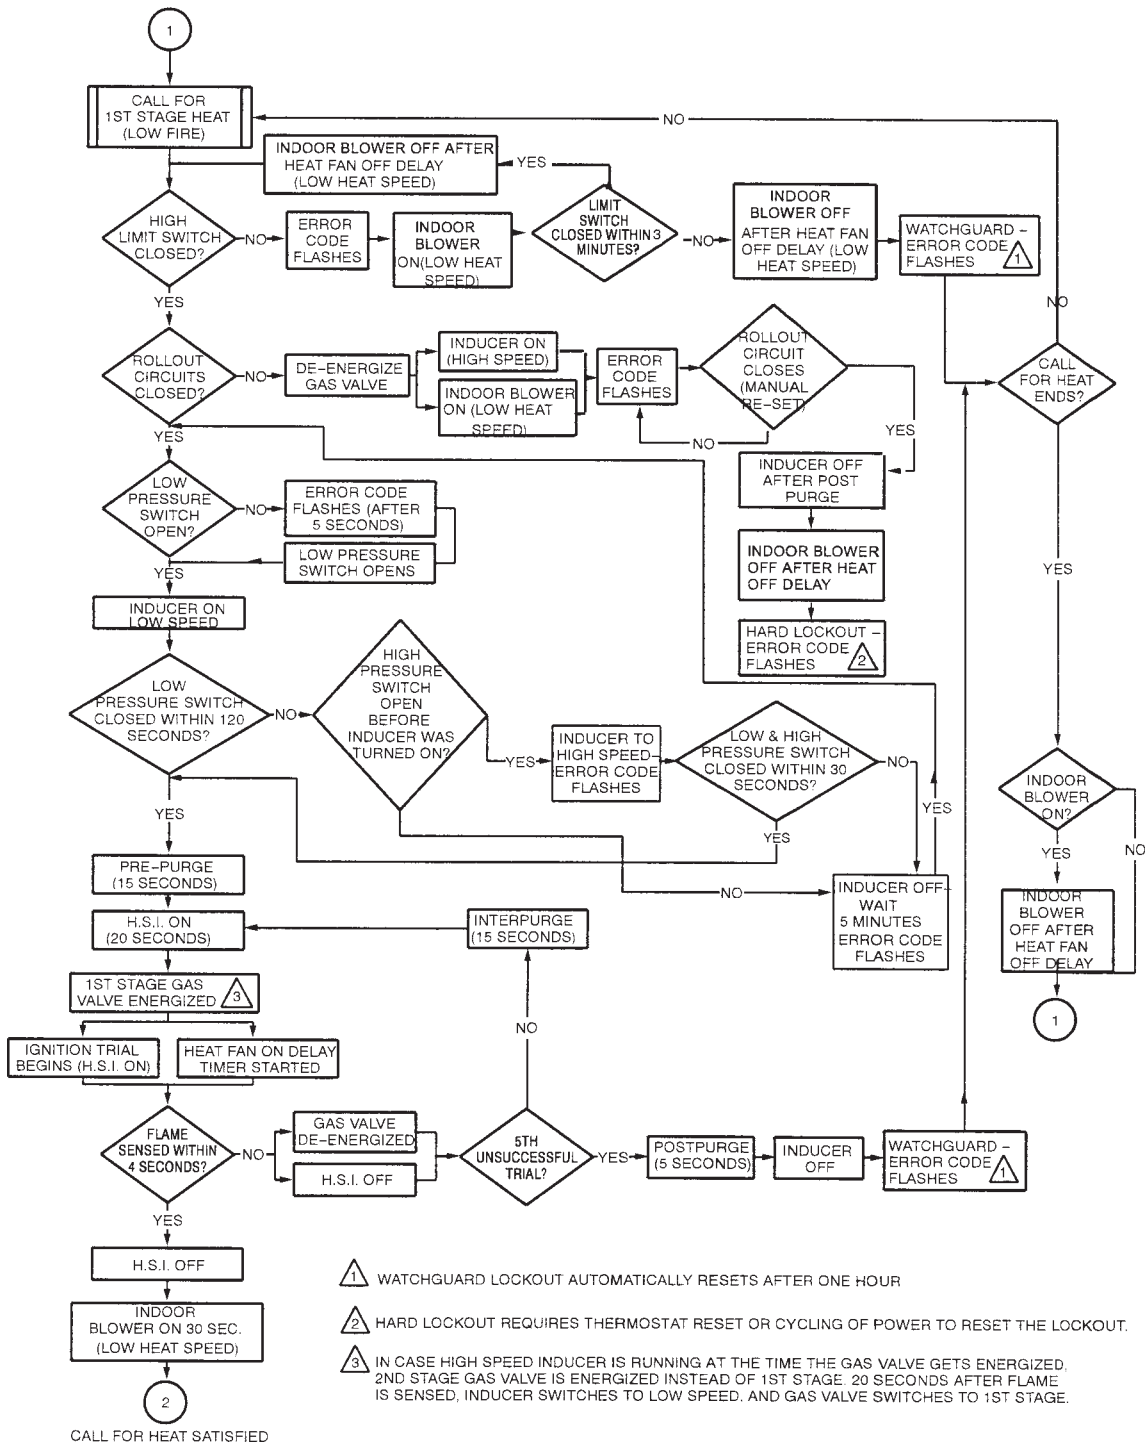 1
CALL FOR
1ST STAGE HEAT
(LOW FIRE)
NO
INDOOR BLOWER OFF AFTER
HEAT FAN OFF DELAY
(LOW HEAT SPEED)
YES
HIGH
LIMIT SWITCH
CLOSED?
NO
ERROR
CODE
FLASHES
INDOOR
BLOWER
ON(LOW HEAT
SPEED)
LIMIT
SWITCH
CLOSED WITHIN 3
MINUTES?
NO
INDOOR
BLOWER OFF
AFTER HEAT FAN
OFF DELAY (LOW
HEAT SPEED)
WATCHGUARD –
ERROR CODE
FLASHES
1
YES
NO
ROLLOUT
CIRCUITS
CLOSED?
NO
DE-ENERGIZE
GAS VALVE
INDUCER ON
(HIGH SPEED)
INDOOR BLOWER
ON (LOW HEAT
SPEED)
ERROR
CODE
FLASHES
ROLLOUT
CIRCUIT
CLOSES
(MANUAL
RE-SET)
NO
YES
CALL
FOR HEAT
ENDS?
YES
LOW
PRESSURE
SWITCH
OPEN?
NO
ERROR CODE
FLASHES (AFTER
5 SECONDS)
LOW PRESSURE
SWITCH OPENS
INDUCER OFF
AFTER POST
PURGE
INDOOR BLOWER
OFF AFTER HEAT
OFF DELAY
HARD LOCKOUT –
ERROR CODE
FLASHES
2
YES
YES
INDUCER ON
LOW SPEED
LOW
PRESSURE SWITCH
CLOSED WITHIN 120
SECONDS?
NO
HIGH
PRESSURE
SWITCH
OPEN
BEFORE
INDUCER WAS
TURNED ON?
YES
INDUCER TO
HIGH SPEED–
ERROR CODE
FLASHES
LOW & HIGH
PRESSURE SWITCH
CLOSED WITHIN 30
SECONDS?
NO
YES
YES
YES
NO
INDOOR
BLOWER
ON?
YES
NO
PRE-PURGE
(15 SECONDS)
H.S.I. ON
(20 SECONDS)
INTERPURGE
(15 SECONDS)
INDUCER OFF–
WAIT
5 MINUTES
ERROR CODE
FLASHES
INDOOR
BLOWER
OFF AFTER
HEAT FAN
OFF DELAY
1
1ST STAGE GAS
VALVE ENERGIZED
3
NO
IGNITION TRIAL
BEGINS (H.S.I. ON)
HEAT FAN ON DELAY
TIMER STARTED
FLAME
SENSED WITHIN
4 SECONDS?
NO
GAS VALVE
DE-ENERGIZED
H.S.I. OFF
5TH
UNSUCCESSFUL
TRIAL?
YES
POSTPURGE
(5 SECONDS)
INDUCER
OFF
WATCHGUARD –
ERROR CODE
FLASHES
1
YES
H.S.I. OFF
INDOOR
BLOWER ON 30 SEC.
(LOW HEAT SPEED)
2
CALL FOR HEAT SATISFIED
1 WATCHGUARD LOCKOUT AUTOMATICALLY RESETS AFTER ONE HOUR
2 HARD LOCKOUT REQUIRES THERMOSTAT RESET OR CYCLING OF POWER TO RESET THE LOCKOUT.
3 IN CASE HIGH SPEED INDUCER IS RUNNING AT THE TIME THE GAS VALVE GETS ENERGIZED,
2ND STAGE GAS VALVE IS ENERGIZED INSTEAD OF 1ST STAGE. 20 SECONDS AFTER FLAME
IS SENSED, INDUCER SWITCHES TO LOW SPEED. AND GAS VALVE SWITCHES TO 1ST STAGE.